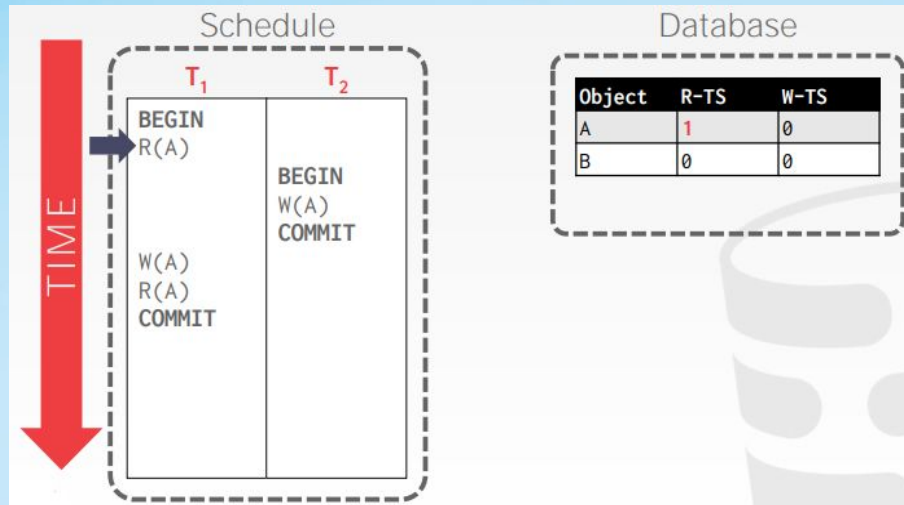 Schedule
Database
TIME
T1 T2
BEGIN
R(A)
BEGIN
W(A)
COMMIT
W(A)
R(A)
COMMIT
Object R-TS W-TS
A 1 0
B 0 0